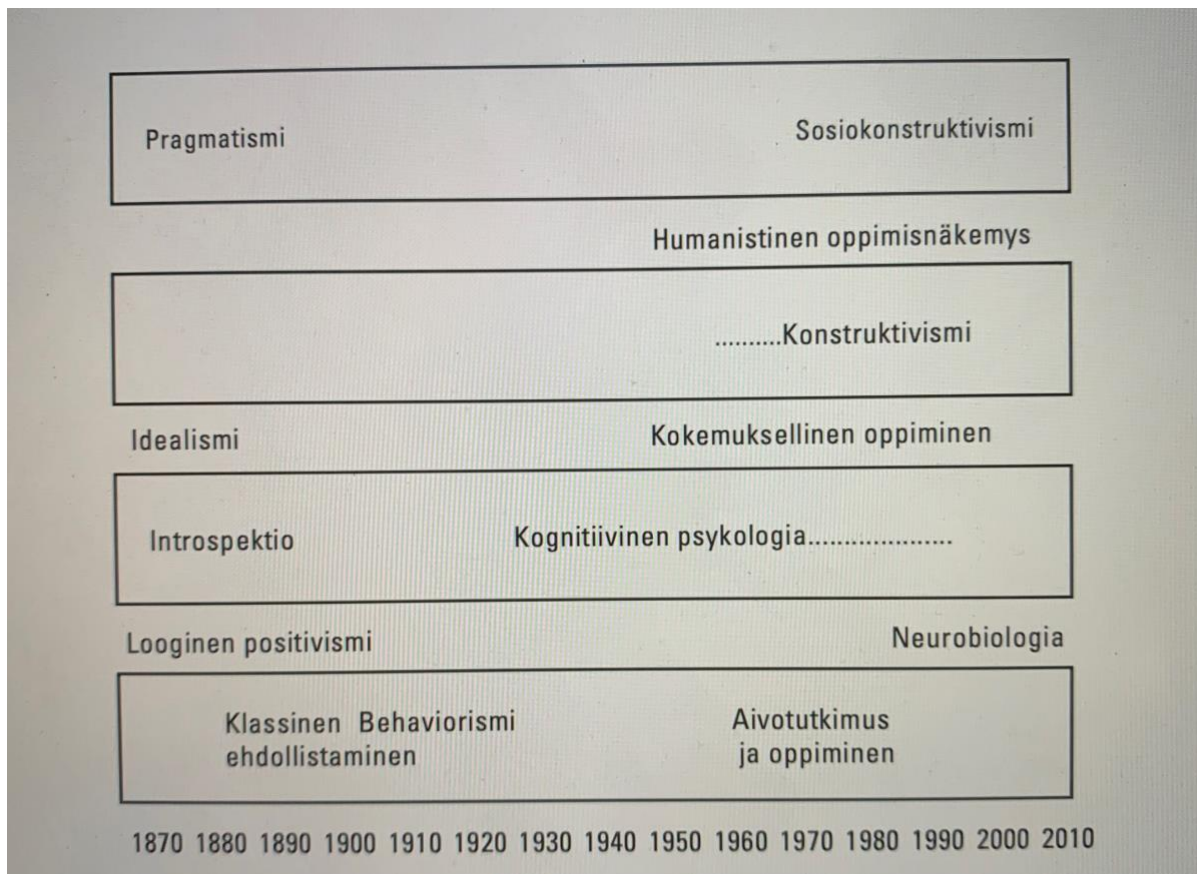 Pragmatismi
Sosiokonstruktivismi
Humanistinen oppimisnäkemys
..........Konstruktivismi
Idealismi
Kokemuksellinen oppiminen
Introspektio
Kognitiivinen psykologia....................
Looginen positivismi
Neurobiologia
Klassinen Behaviorismi
ehdollistaminen
Aivotutkimus
ja oppiminen
1870 1880 1890 1900 1910 1920 1930 1940 1950 1960 1970 1980 1990 2000 2010